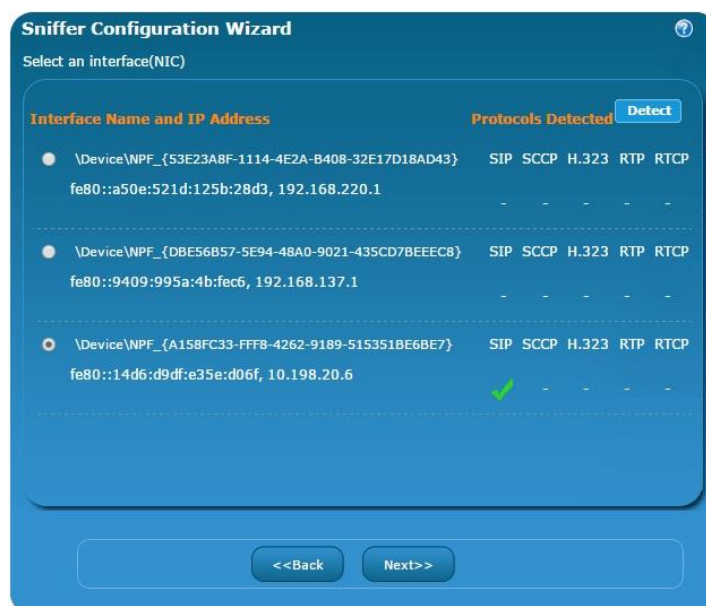 Sniffer Configuration Wizard
Select an interface(NIC)
Interface Name and IP Address Protocols Detected Detect
\Device\NPF_{53E23A8F-1114-4E2A-B408-32E17D18AD43} SIP SCCP H.323 RTP RTCP
fe80::a50e:521d:125b:28d3, 192.168.220.1
- - - - -
\Device\NPF_{DBE56B57-5E94-48A0-9021-435CD7BEEEC8} SIP SCCP H.323 RTP RTCP
fe80::9409:995a:4b:fec6, 192.168.137.1
- - - - -
\Device\NPF_{A158FC33-FFF8-4262-9189-515351BE6BE7} SIP SCCP H.323 RTP RTCP
fe80::14d6:d9df:e35e:d06f, 10.198.20.6
- - - -
<<Back Next>>